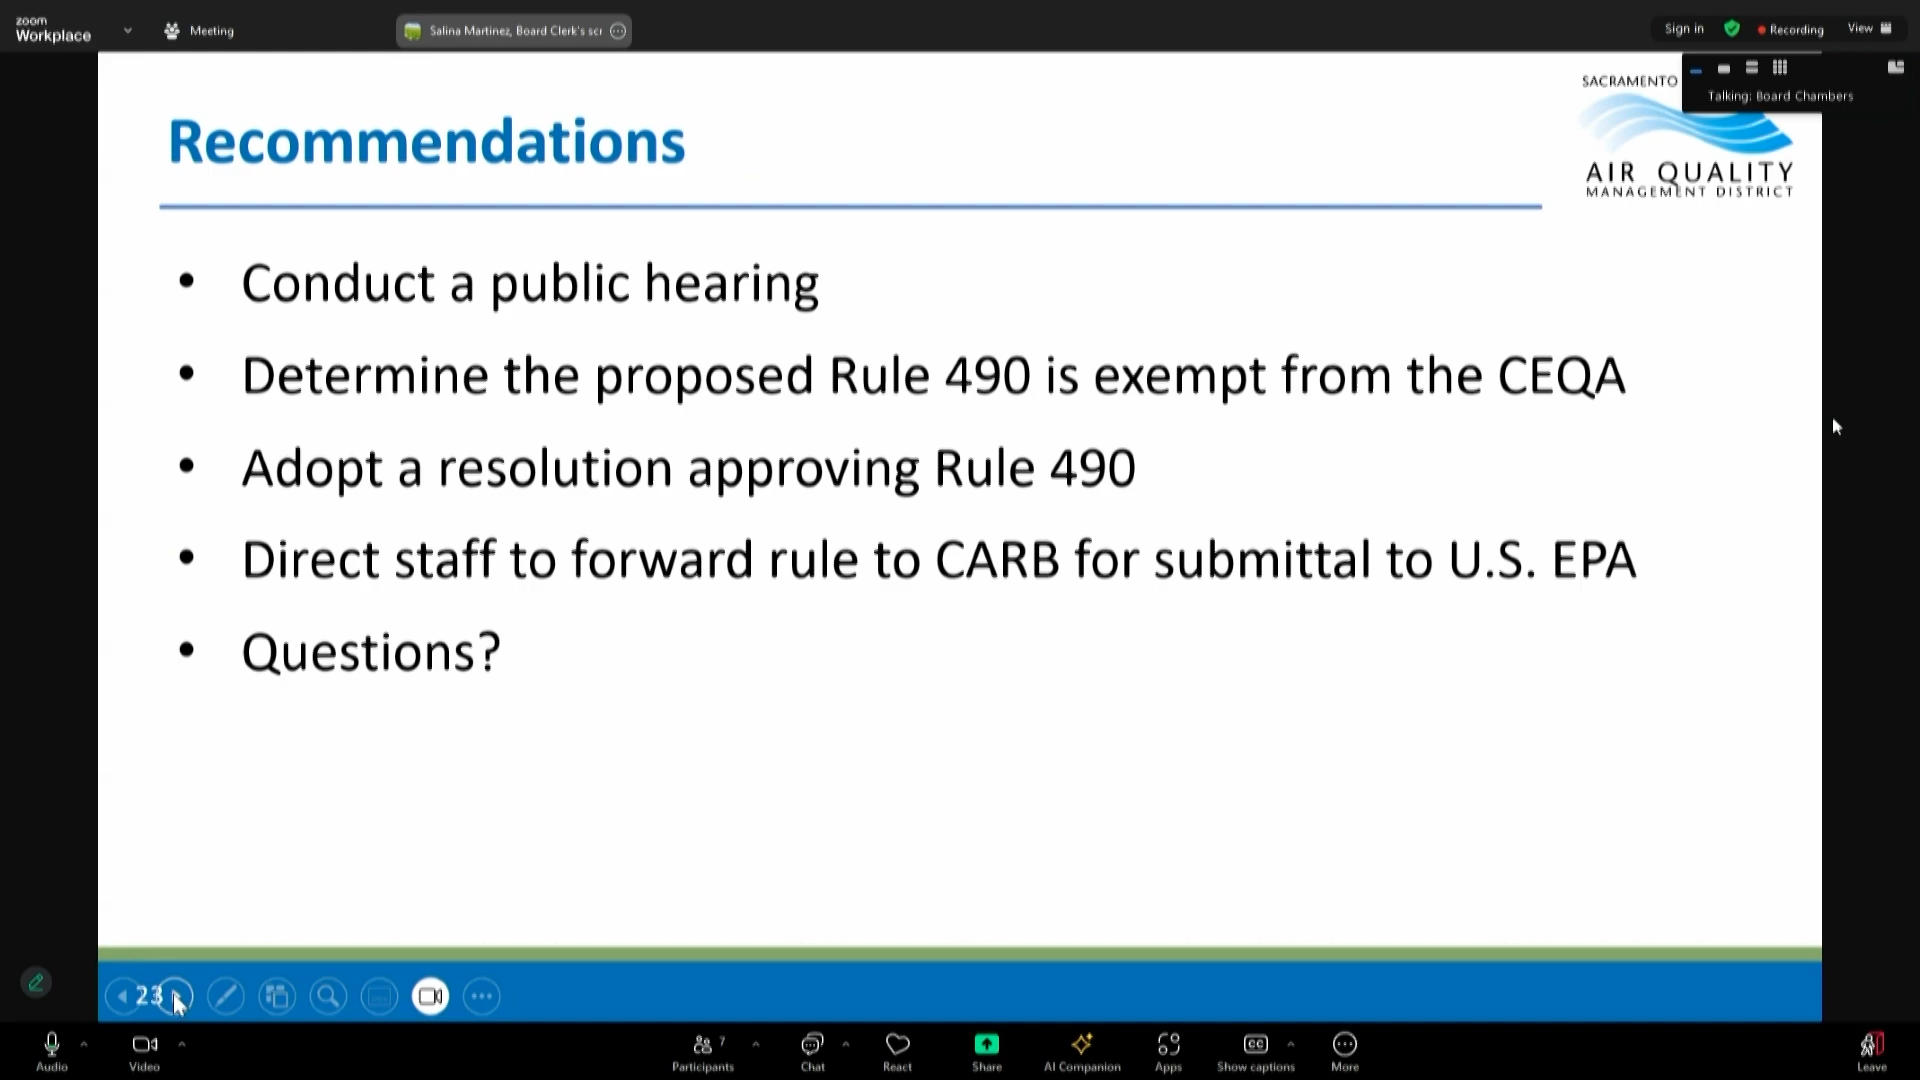 zoom
Workplace
Meeting
Salina Martinez, Board Clerk's scr
Sign in
Recording
View
Talking: Board Chambers
SACRAMENTO
AIR QUALITY
MANAGEMENT DISTRICT
Recommendations
• Conduct a public hearing
• Determine the proposed Rule 490 is exempt from the CEQA
• Adopt a resolution approving Rule 490
• Direct staff to forward rule to CARB for submittal to U.S. EPA
• Questions?
23
Audio
Video
7
Participants
Chat
React
Share
AI Companion
Apps
CC
Show captions
More
Leave